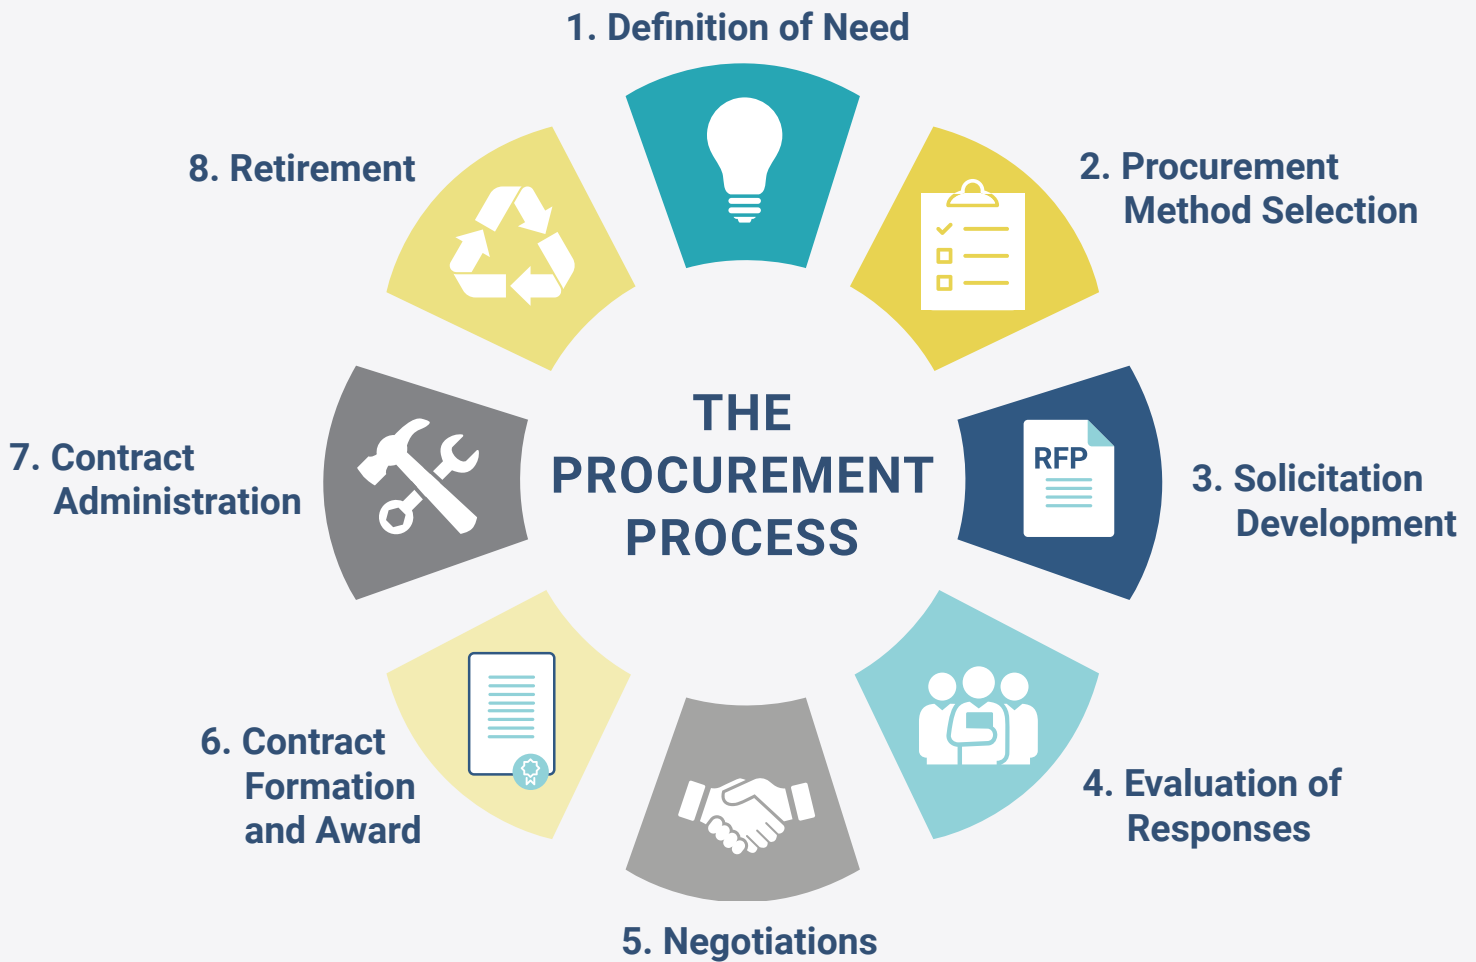 1. Definition of Need
2. Procurement
Method Selection
3. Solicitation
Development
4. Evaluation of
Responses
5. Negotiations
6. Contract
Formation
and Award
7. Contract
Administration
8. Retirement
THE
PROCUREMENT
PROCESS
RFP